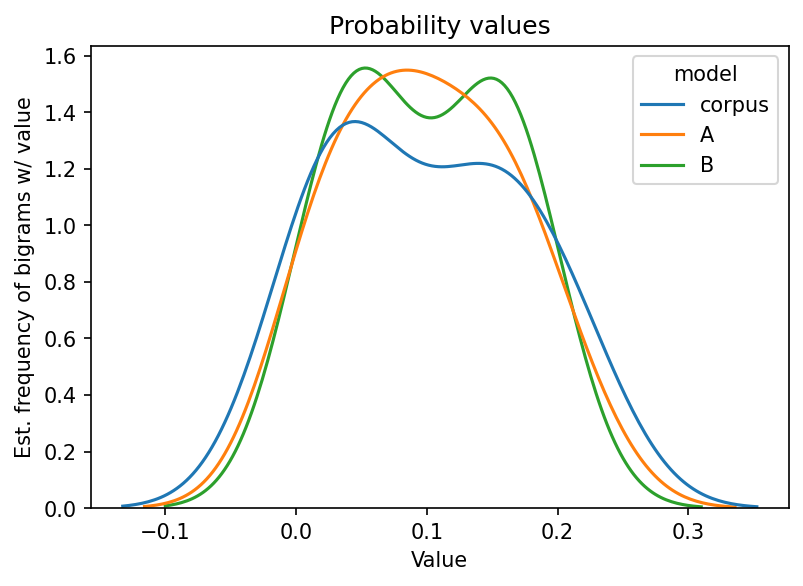 Probability values
Est. frequency of bigrams w/ value
1.6
1.4
1.2
1.0
0.8
0.6
0.4
0.2
0.0
−0.1
0.0
0.1
0.2
0.3
Value
model
corpus
A
B